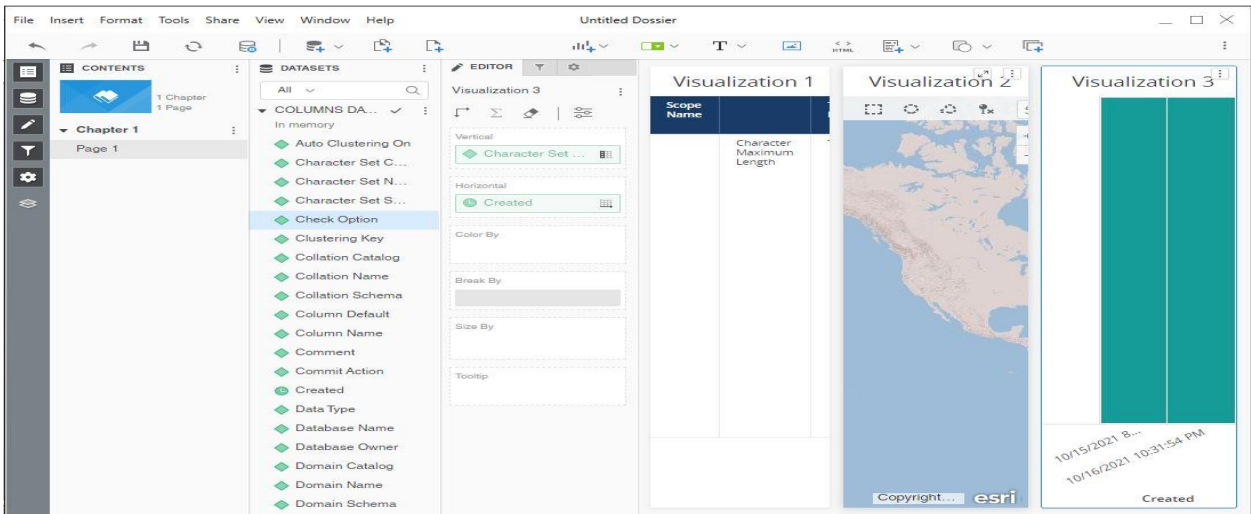 File Insert Format Tools Share View Window Help
Untitled Dossier
T
< >
HTML
CONTENTS
1 Chapter
1 Page
Chapter 1
Page 1
DATASETS
All
COLUMNS DA...
In memory
Auto Clustering On
Character Set C...
Character Set N...
Character Set S...
Check Option
Clustering Key
Collation Catalog
Collation Name
Collation Schema
Column Default
Column Name
Comment
Commit Action
Created
Data Type
Database Name
Database Owner
Domain Catalog
Domain Name
Domain Schema
EDITOR
Visualization 3
Vertical
Character Set ...
Horizontal
Created
Color By
Break By
Size By
Tooltip
Visualization 1
Scope
Name
Character
Maximum
Length
Visualization 2
Copyright...
esri
Visualization 3
10/15/2021 8...
10/16/2021 10:31:54 PM
Created